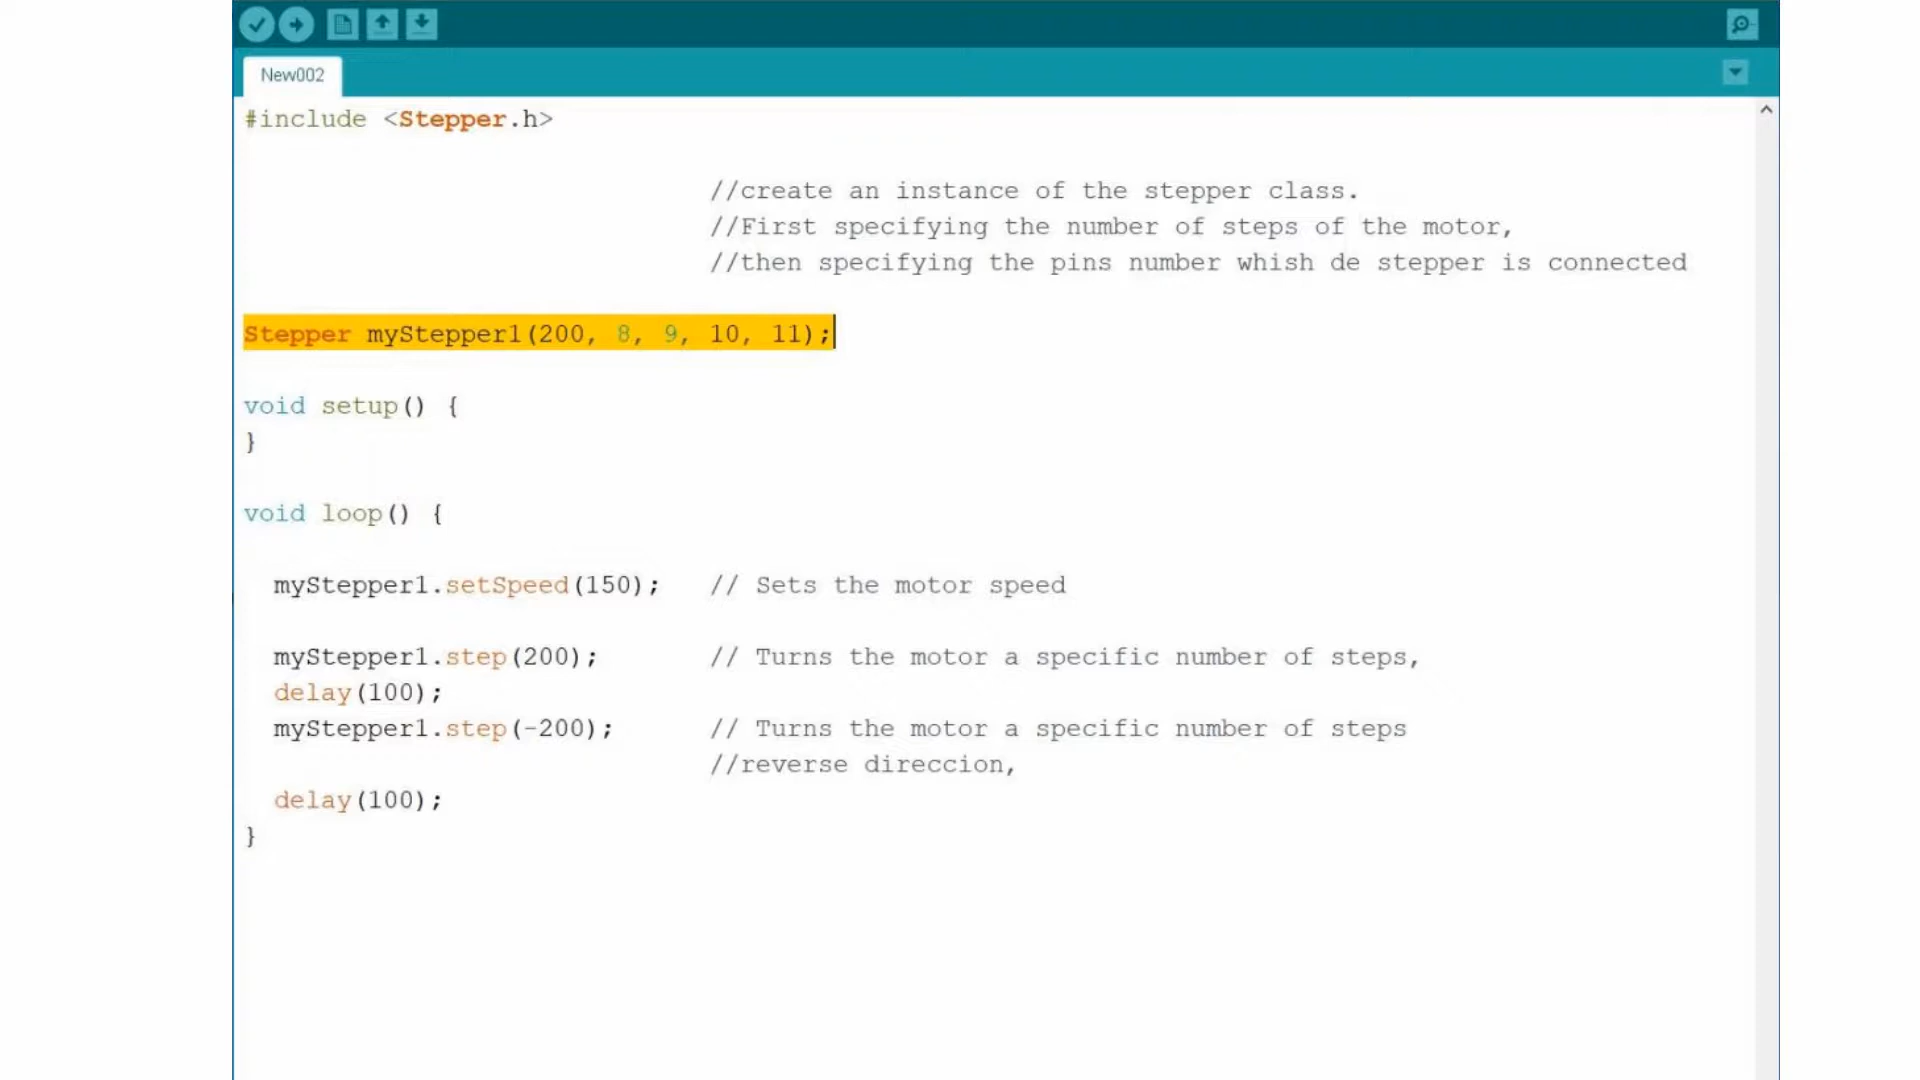 New002
#include <Stepper.h>
//create an instance of the stepper class.
//First specifying the number of steps of the motor,
//then specifying the pins number whish de stepper is connected
Stepper myStepper1(200, 8, 9, 10, 11);
void setup() {
}
void loop() {
myStepper1.setSpeed(150); // Sets the motor speed
myStepper1.step(200); // Turns the motor a specific number of steps,
delay(100);
myStepper1.step(-200); // Turns the motor a specific number of steps
//reverse direccion,
delay(100);
}